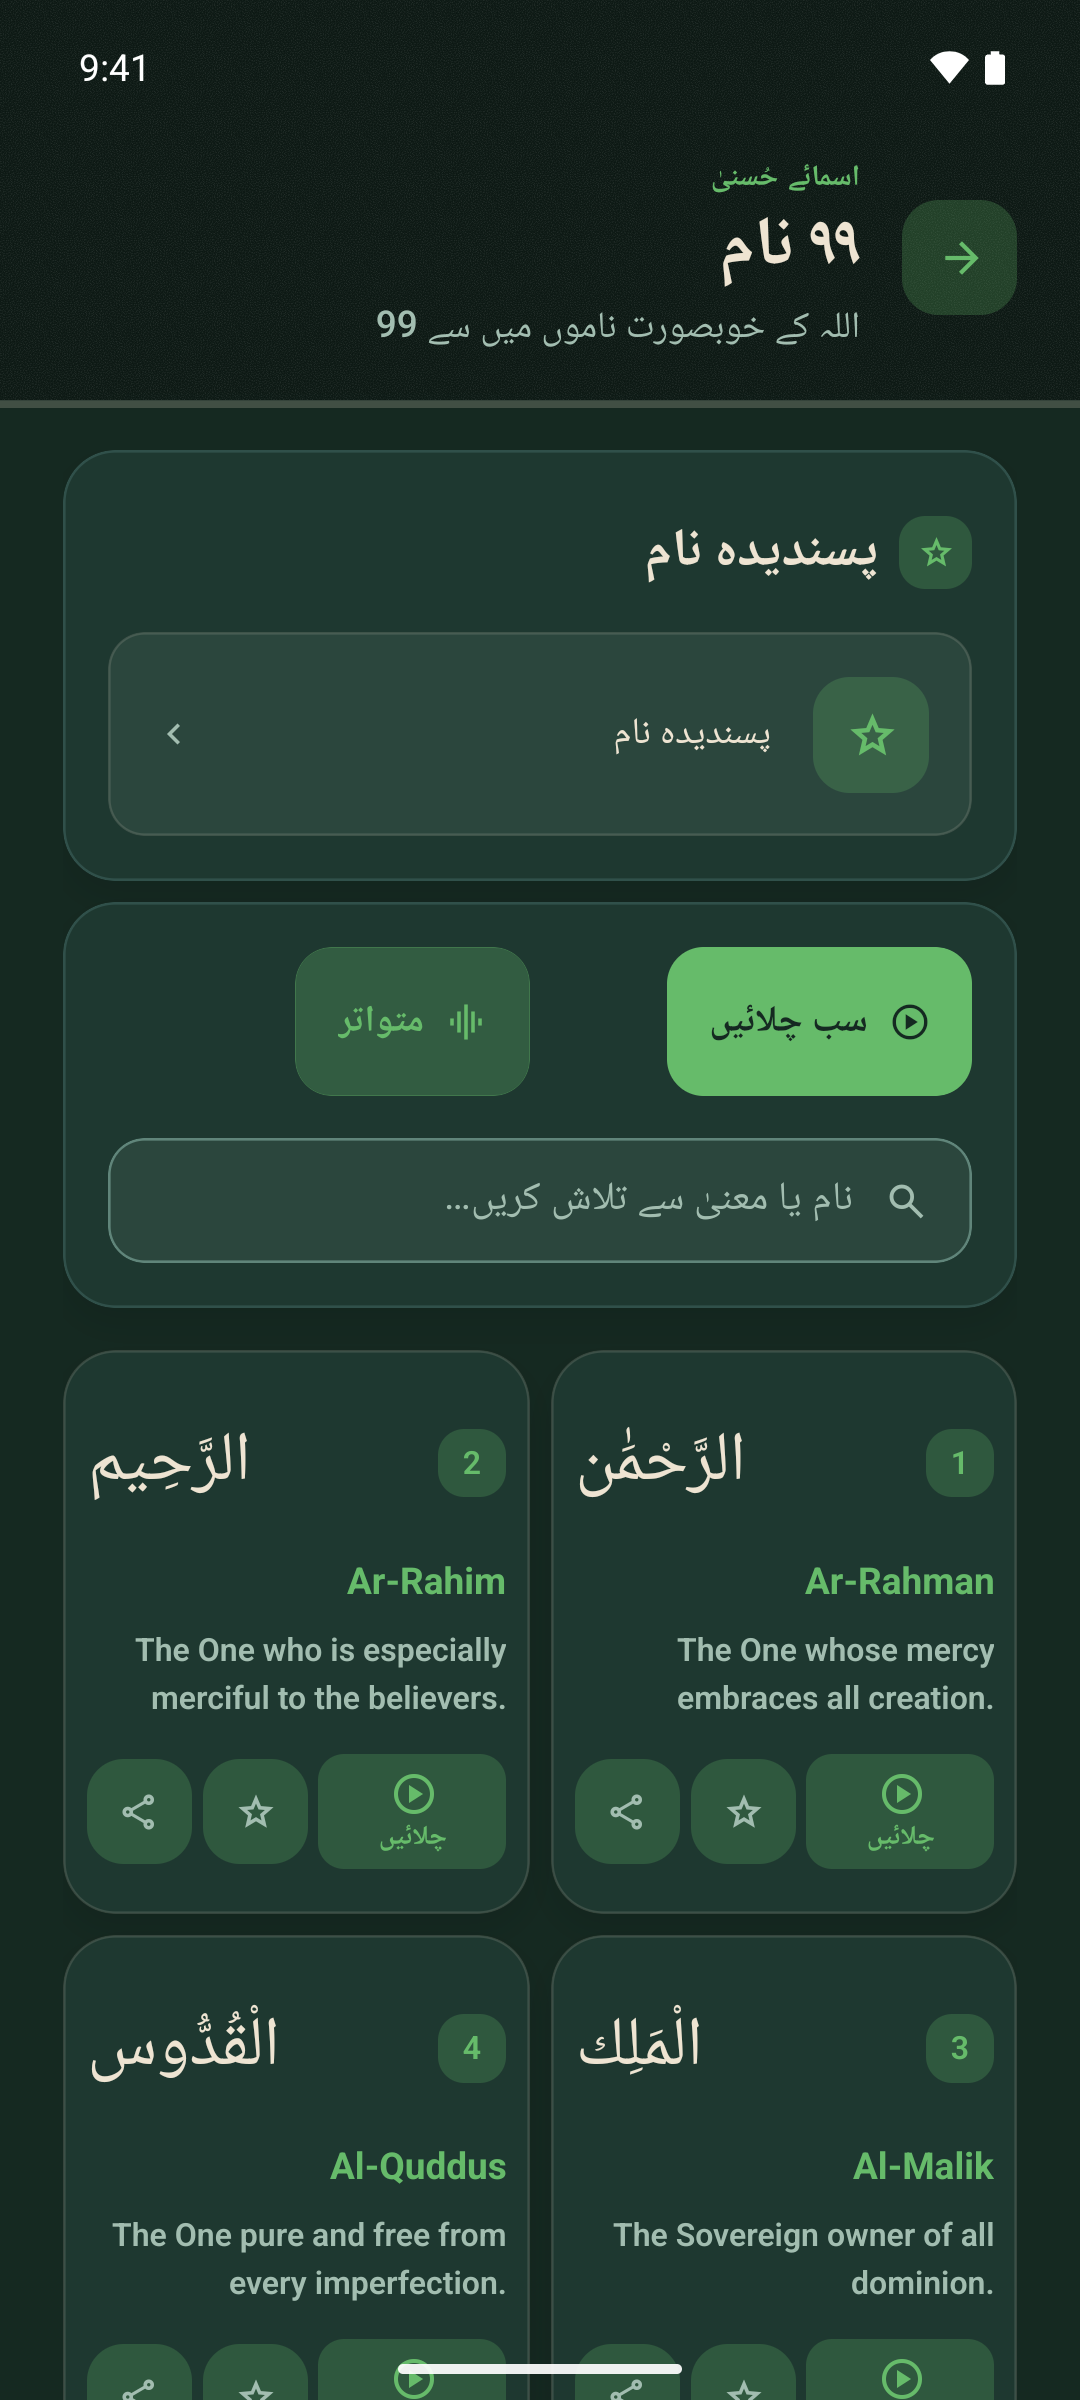 9:41
اسمائے حُسنیٰ
۹۹ نام
اللہ کے خوبصورت ناموں میں سے 99
پسندیدہ نام
پسندیدہ نام
سب چلائیں
متواتر
نام یا معنیٰ سے تلاش کریں...
1
الرَّحْمَٰن
Ar-Rahman
The One whose mercy
embraces all creation.
چلائیں
2
الرَّحِيم
Ar-Rahim
The One who is especially
merciful to the believers.
چلائیں
3
الْمَلِك
Al-Malik
The Sovereign owner of all
dominion.
4
الْقُدُّوس
Al-Quddus
The One pure and free from
every imperfection.